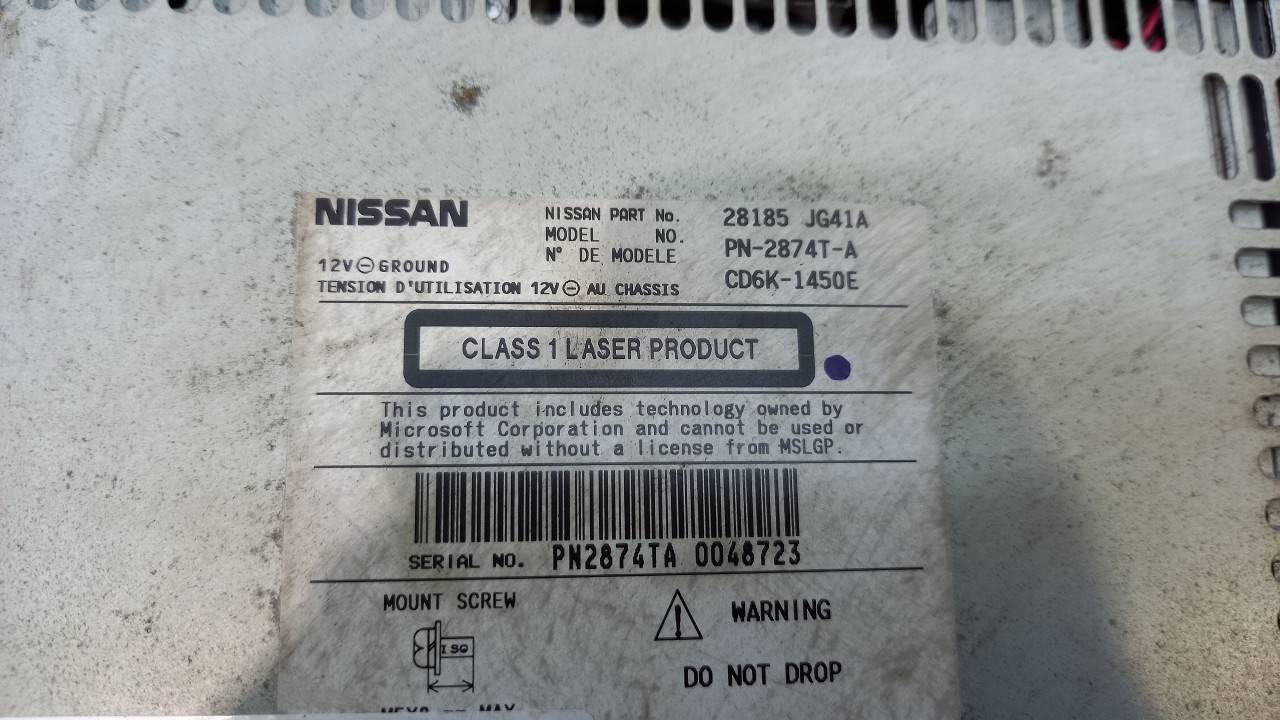 NISSAN
NISSAN PART No. 28185 JG41A
MODEL NO. PN-2874T-A
N° DE MODELE CD6K-1450E
12V⊖GROUND
TENSION D'UTILISATION 12V⊖ AU CHASSIS
CLASS 1 LASER PRODUCT
This product includes technology owned by
Microsoft Corporation and cannot be used or
distributed without a license from MSLGP.
SERIAL NO. PN2874TA 0048723
MOUNT SCREW
WARNING
DO NOT DROP
MAX